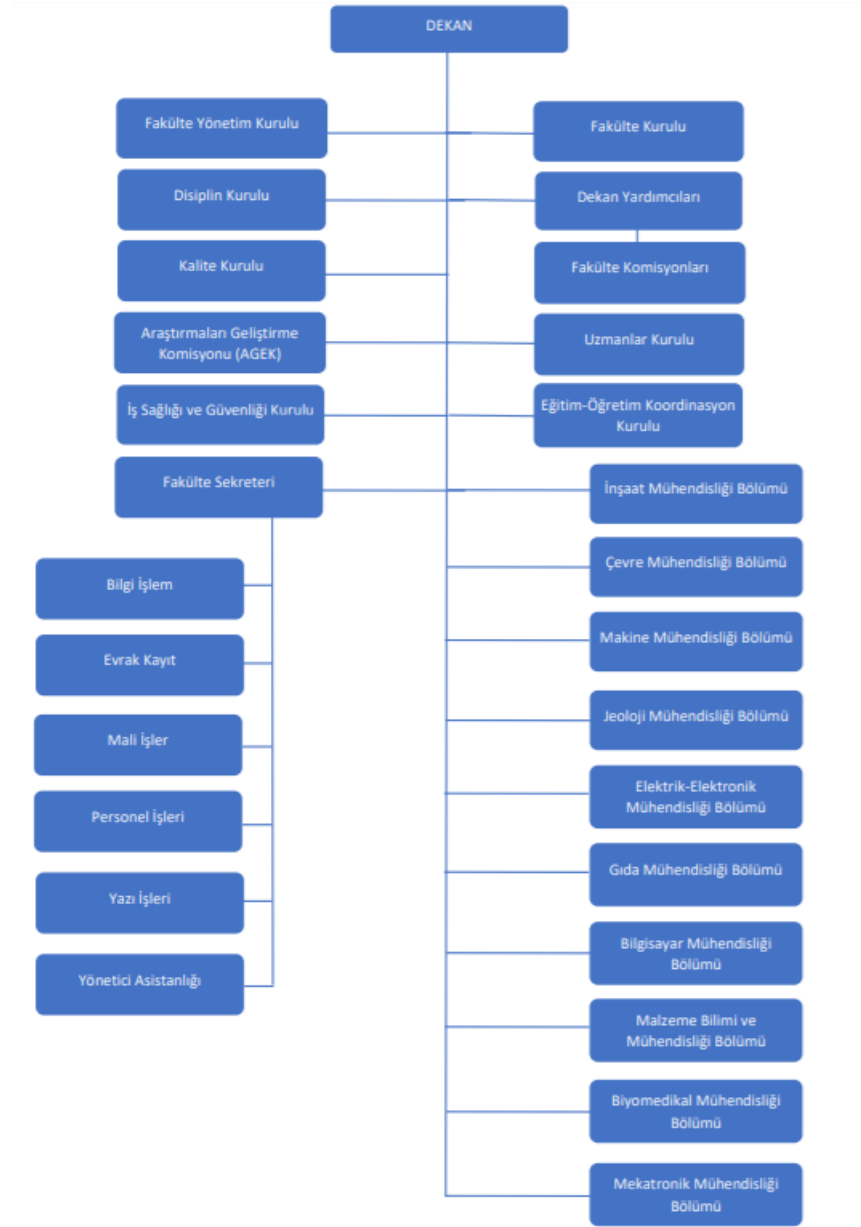 DEKAN
Fakülte Yönetim Kurulu
Fakülte Kurulu
Disiplin Kurulu
Dekan Yardımcıları
Kalite Kurulu
Fakülte Komisyonları
Araştırmaları Geliştirme
Komisyonu (AGEK)
Uzmanlar Kurulu
İş Sağlığı ve Güvenliği Kurulu
Eğitim-Öğretim Koordinasyon
Kurulu
Fakülte Sekreteri
İnşaat Mühendisliği Bölümü
Bilgi İşlem
Çevre Mühendisliği Bölümü
Evrak Kayıt
Makine Mühendisliği Bölümü
Mali İşler
Jeoloji Mühendisliği Bölümü
Personel İşleri
Elektrik-Elektronik
Mühendisliği Bölümü
Yazı İşleri
Gıda Mühendisliği Bölümü
Yönetici Asistanlığı
Bilgisayar Mühendisliği
Bölümü
Malzeme Bilimi ve
Mühendisliği Bölümü
Biyomedikal Mühendisliği
Bölümü
Mekatronik Mühendisliği
Bölümü